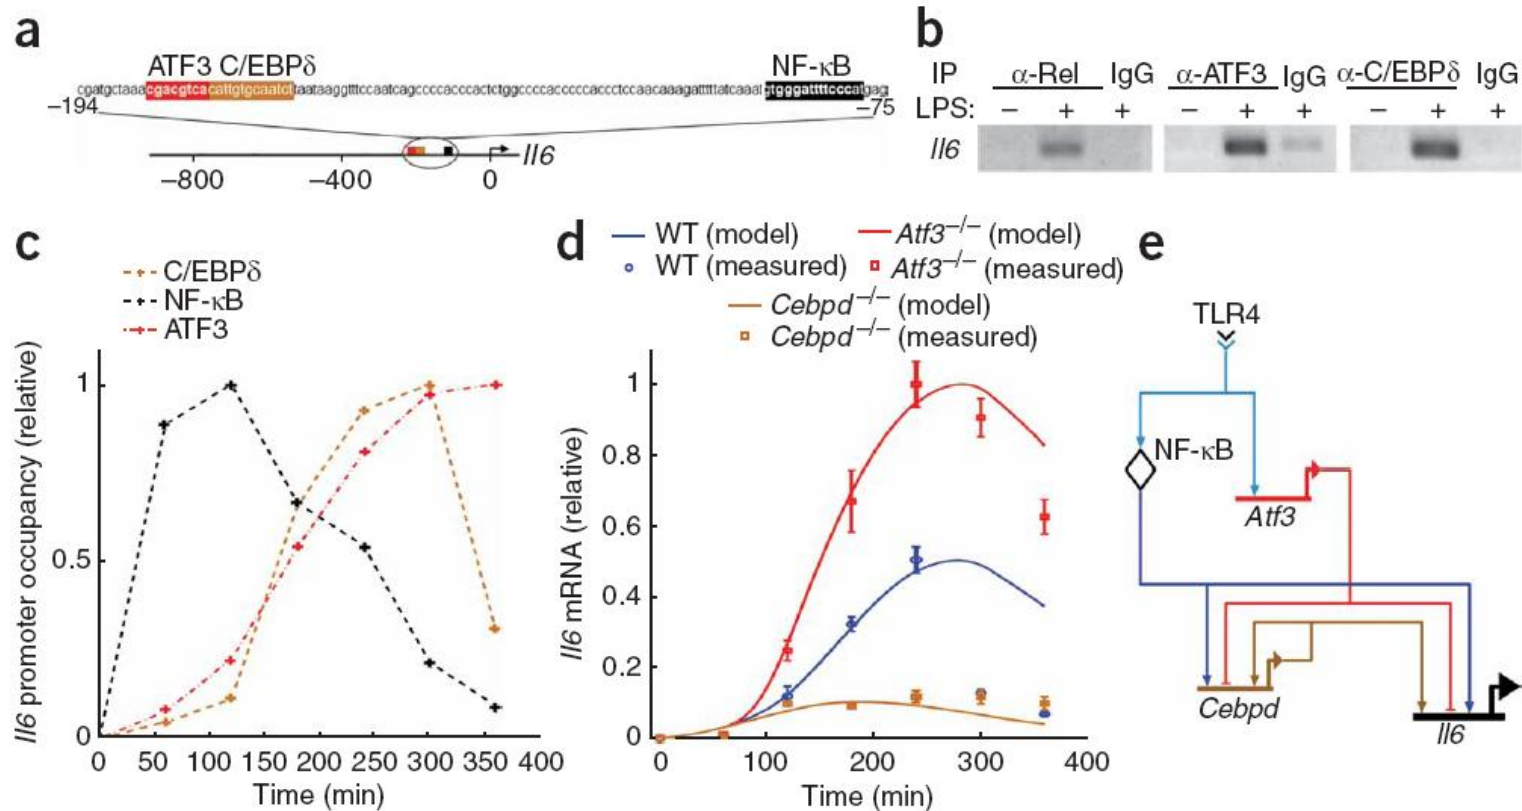 a
ATF3 C/EBPδ
NF-κB
cgatgctaaacgacgtcacattgtgcaatcttaataaggtttccaatcagccccacccactctggccccaccccaccctccaacaaagatttttatcaaatgtgggattttcccatgag
–194
–75
Il6
–800
–400
0
b
IP
α-Rel
IgG
α-ATF3
IgG
α-C/EBPδ
IgG
LPS:
–
+
+
–
+
+
–
+
+
Il6
c
C/EBPδ
NF-κB
ATF3
Il6 promoter occupancy (relative)
1
0.5
0
0 50 100 150 200 250 300 350 400
Time (min)
d
WT (model)
Atf3–/– (model)
WT (measured)
Atf3–/– (measured)
Cebpd–/– (model)
Cebpd–/– (measured)
Il6 mRNA (relative)
1
0.8
0.6
0.4
0.2
0
0 100 200 300 400
Time (min)
e
TLR4
NF-κB
Atf3
Cebpd
Il6